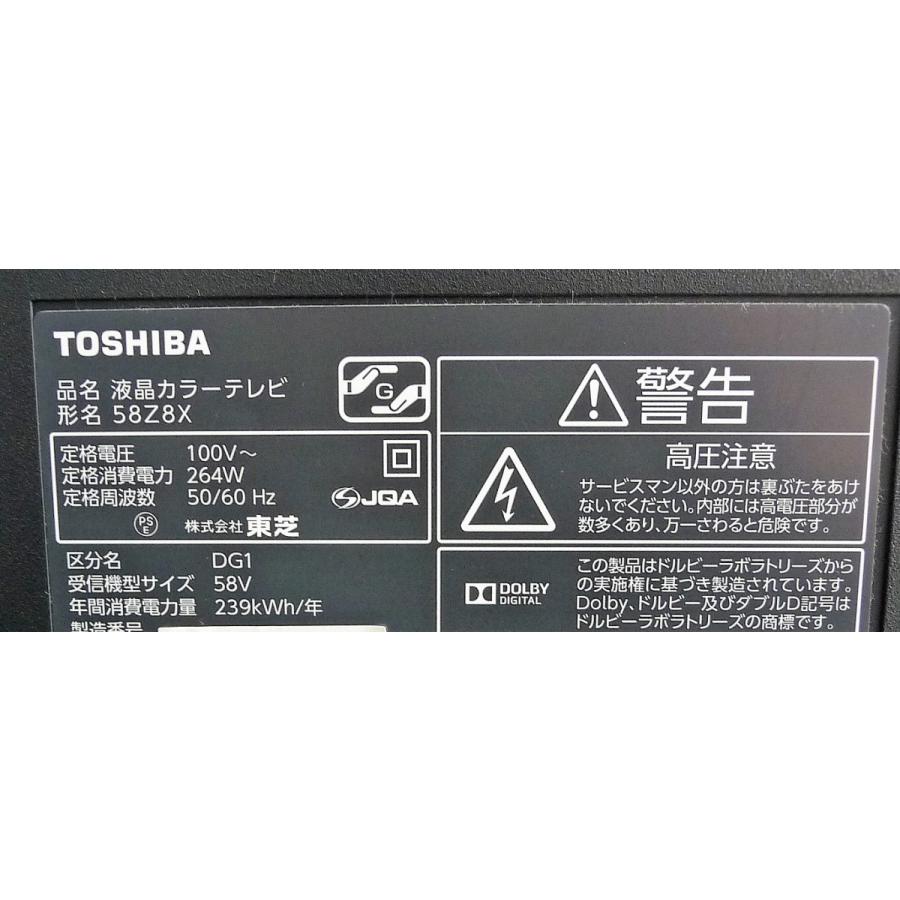 TOSHIBA
品名 液晶カラーテレビ
形名 58Z8X
G
定格電圧 100V～
定格消費電力 264W
定格周波数 50/60 Hz
JQA
PS
E
株式会社 東芝
区分名 DG1
受信機型サイズ 58V
年間消費電力量 239kWh/年
製造番号
警告
高圧注意
サービスマン以外の方は裏ぶたをあけ
ないでください。内部には高電圧部分が
数多くあり、万一さわると危険です。
DOLBY
DIGITAL
この製品はドルビーラボラトリーズから
の実施権に基づき製造されています。
Dolby、ドルビー及びダブルD記号は
ドルビーラボラトリーズの商標です。